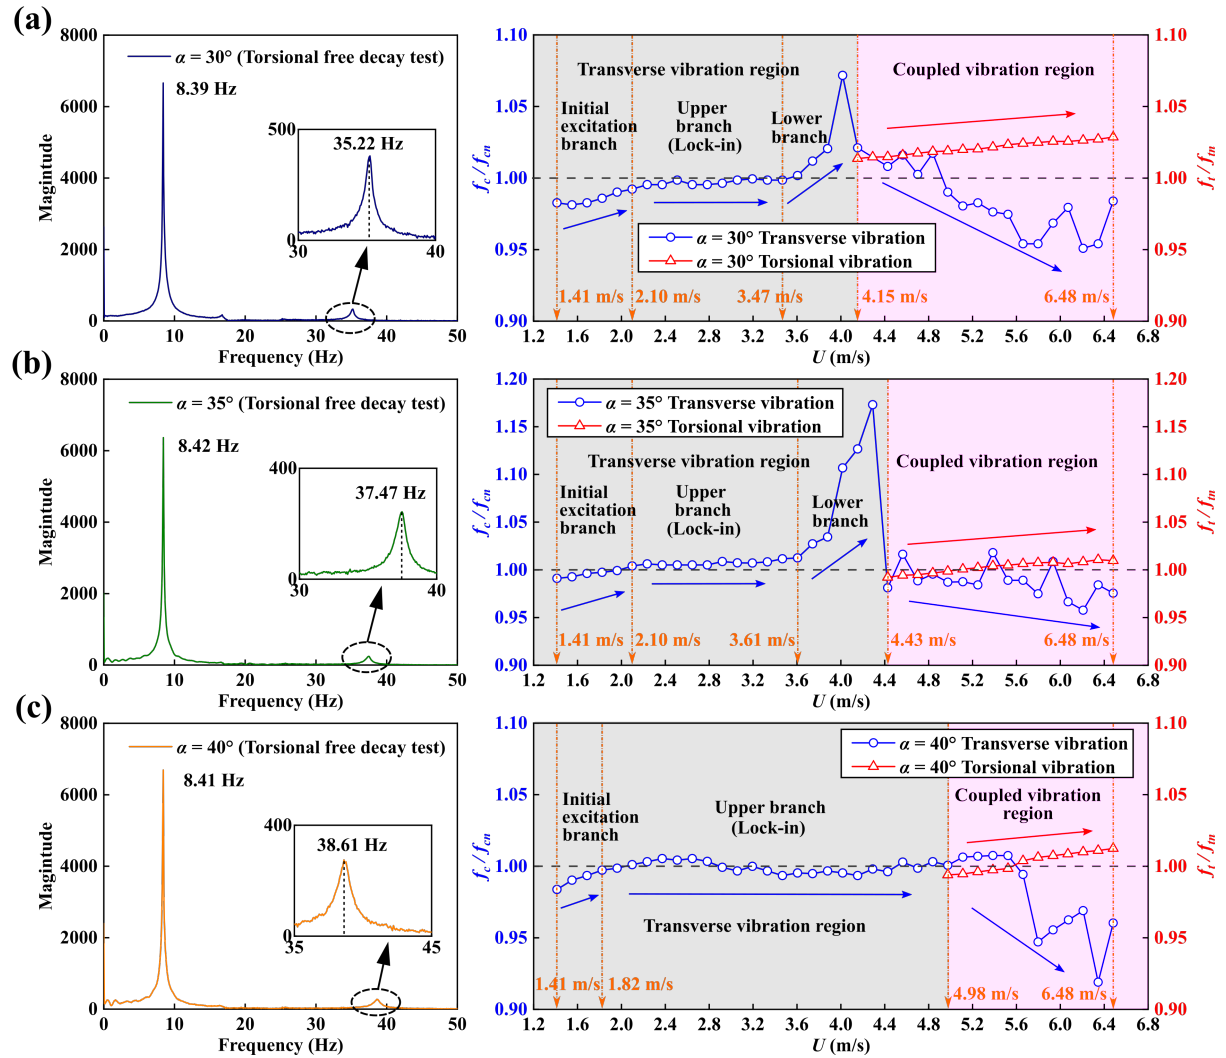 (a)
8000
6000
4000
2000
0
Magintude
α = 30° (Torsional free decay test)
8.39 Hz
500
35.22 Hz
0
30 40
0 10 20 30 40 50
Frequency (Hz)
1.10
1.05
1.00
0.95
0.90
f_c / f_cn
Transverse vibration region
Coupled vibration region
Initial
excitation
branch
Upper
branch
(Lock-in)
Lower
branch
α = 30° Transverse vibration
α = 30° Torsional vibration
1.41 m/s 2.10 m/s 3.47 m/s 4.15 m/s 6.48 m/s
1.10
1.05
1.00
0.95
0.90
f_t / f_tn
1.2 1.6 2.0 2.4 2.8 3.2 3.6 4.0 4.4 4.8 5.2 5.6 6.0 6.4 6.8
U (m/s)
(b)
8000
6000
4000
2000
0
Magintude
α = 35° (Torsional free decay test)
8.42 Hz
400
37.47 Hz
0
30 40
0 10 20 30 40 50
Frequency (Hz)
1.20
1.15
1.10
1.05
1.00
0.95
0.90
f_c / f_cn
α = 35° Transverse vibration
α = 35° Torsional vibration
Transverse vibration region
Coupled vibration region
Initial
excitation
branch
Upper
branch
(Lock-in)
Lower
branch
1.41 m/s 2.10 m/s 3.61 m/s 4.43 m/s 6.48 m/s
1.20
1.15
1.10
1.05
1.00
0.95
0.90
f_t / f_tn
1.2 1.6 2.0 2.4 2.8 3.2 3.6 4.0 4.4 4.8 5.2 5.6 6.0 6.4 6.8
U (m/s)
(c)
8000
6000
4000
2000
0
Magintude
α = 40° (Torsional free decay test)
8.41 Hz
400
38.61 Hz
0
35 45
0 10 20 30 40 50
Frequency (Hz)
1.10
1.05
1.00
0.95
0.90
f_c / f_cn
α = 40° Transverse vibration
α = 40° Torsional vibration
Initial
excitation
branch
Upper branch
(Lock-in)
Coupled vibration
region
Transverse vibration region
1.41 m/s 1.82 m/s 4.98 m/s 6.48 m/s
1.10
1.05
1.00
0.95
0.90
f_t / f_tn
1.2 1.6 2.0 2.4 2.8 3.2 3.6 4.0 4.4 4.8 5.2 5.6 6.0 6.4 6.8
U (m/s)